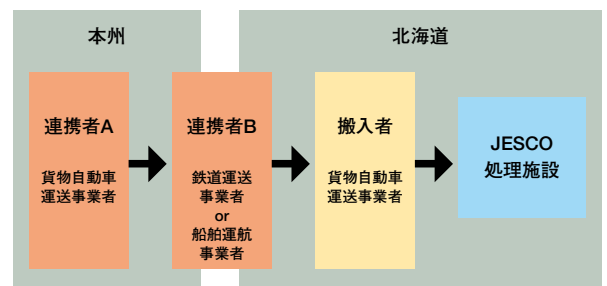 本州
北海道
連携者A
貨物自動車
運送事業者
連携者B
鉄道運送
事業者
or
船舶運航
事業者
搬入者
貨物自動車
運送事業者
JESCO
処理施設